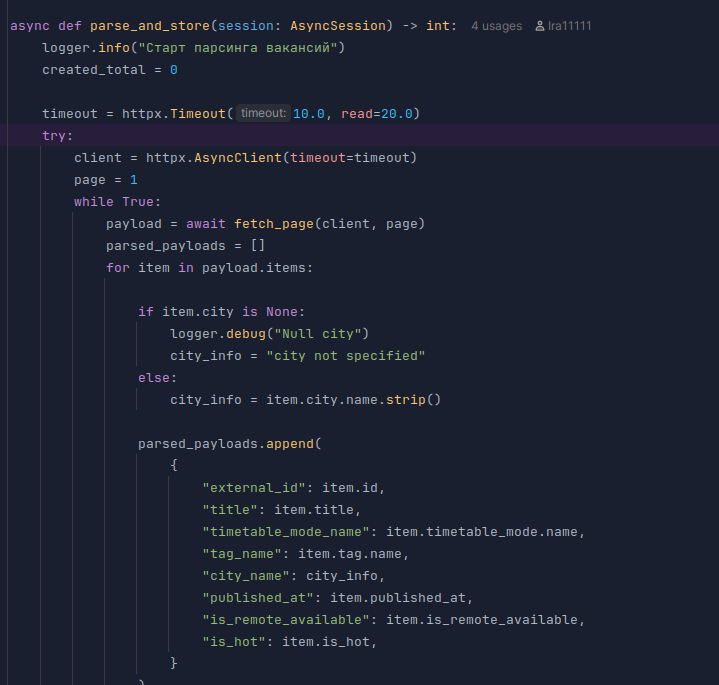 async def parse_and_store(session: AsyncSession) -> int: 4 usages lra11111
logger.info("Старт парсинга вакансий")
created_total = 0
timeout = httpx.Timeout( timeout: 10.0, read=20.0)
try:
client = httpx.AsyncClient(timeout=timeout)
page = 1
while True:
payload = await fetch_page(client, page)
parsed_payloads = []
for item in payload.items:
if item.city is None:
logger.debug("Null city")
city_info = "city not specified"
else:
city_info = item.city.name.strip()
parsed_payloads.append(
{
"external_id": item.id,
"title": item.title,
"timetable_mode_name": item.timetable_mode.name,
"tag_name": item.tag.name,
"city_name": city_info,
"published_at": item.published_at,
"is_remote_available": item.is_remote_available,
"is_hot": item.is_hot,
}
)